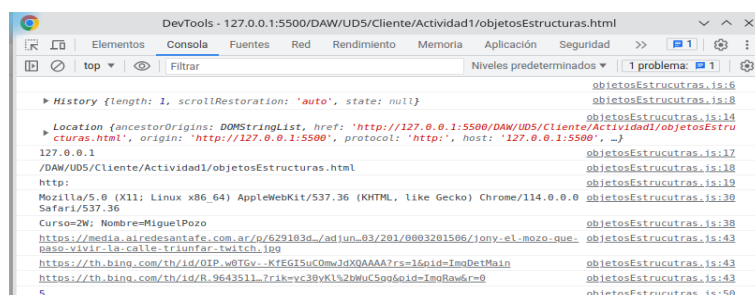 DevTools - 127.0.0.1:5500/DAW/UD5/Cliente/Actividad1/objetosEstructuras.html
Elementos Consola Fuentes Red Rendimiento Memoria Aplicación Seguridad >> 1
top ▼ Filtrar Niveles predeterminados ▼ 1 problema: 1
objetosEstrucutras.js:6
▶ History {length: 1, scrollRestoration: 'auto', state: null} objetosEstrucutras.js:8
objetosEstrucutras.js:14
▶ Location {ancestorOrigins: DOMStringList, href: 'http://127.0.0.1:5500/DAW/UD5/Cliente/Actividad1/objetosEstru
cturas.html', origin: 'http://127.0.0.1:5500', protocol: 'http:', host: '127.0.0.1:5500', …}
127.0.0.1 objetosEstrucutras.js:17
/DAW/UD5/Cliente/Actividad1/objetosEstructuras.html objetosEstrucutras.js:18
http: objetosEstrucutras.js:19
Mozilla/5.0 (X11; Linux x86_64) AppleWebKit/537.36 (KHTML, like Gecko) Chrome/114.0.0.0 objetosEstrucutras.js:30
Safari/537.36
Curso=2W; Nombre=MiguelPozo objetosEstrucutras.js:38
https://media.airedesantafe.com.ar/p/629103d…/adjun…03/201/0003201506/jony-el-mozo-que- objetosEstrucutras.js:43
paso-vivir-la-calle-triunfar-twitch.jpg
https://th.bing.com/th/id/OIP.w0TGv--KfEGI5uCOmwJdXQAAAA?rs=1&pid=ImgDetMain objetosEstrucutras.js:43
https://th.bing.com/th/id/R.9643511…?rik=yc30yKl%2bWuC5qg&pid=ImgRaw&r=0 objetosEstrucutras.js:43
5 objetosEstrucutras.js:50